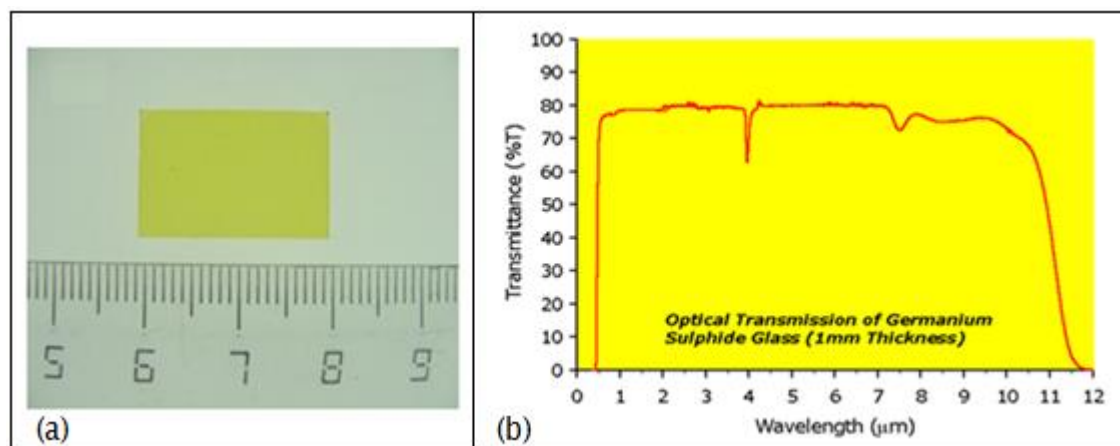 5 6 7 8 9
(a)
100
90
80
70
60
50
40
30
20
10
0
Transmittance (%T)
Optical Transmission of Germanium
Sulphide Glass (1mm Thickness)
0 1 2 3 4 5 6 7 8 9 10 11 12
Wavelength (μm)
(b)